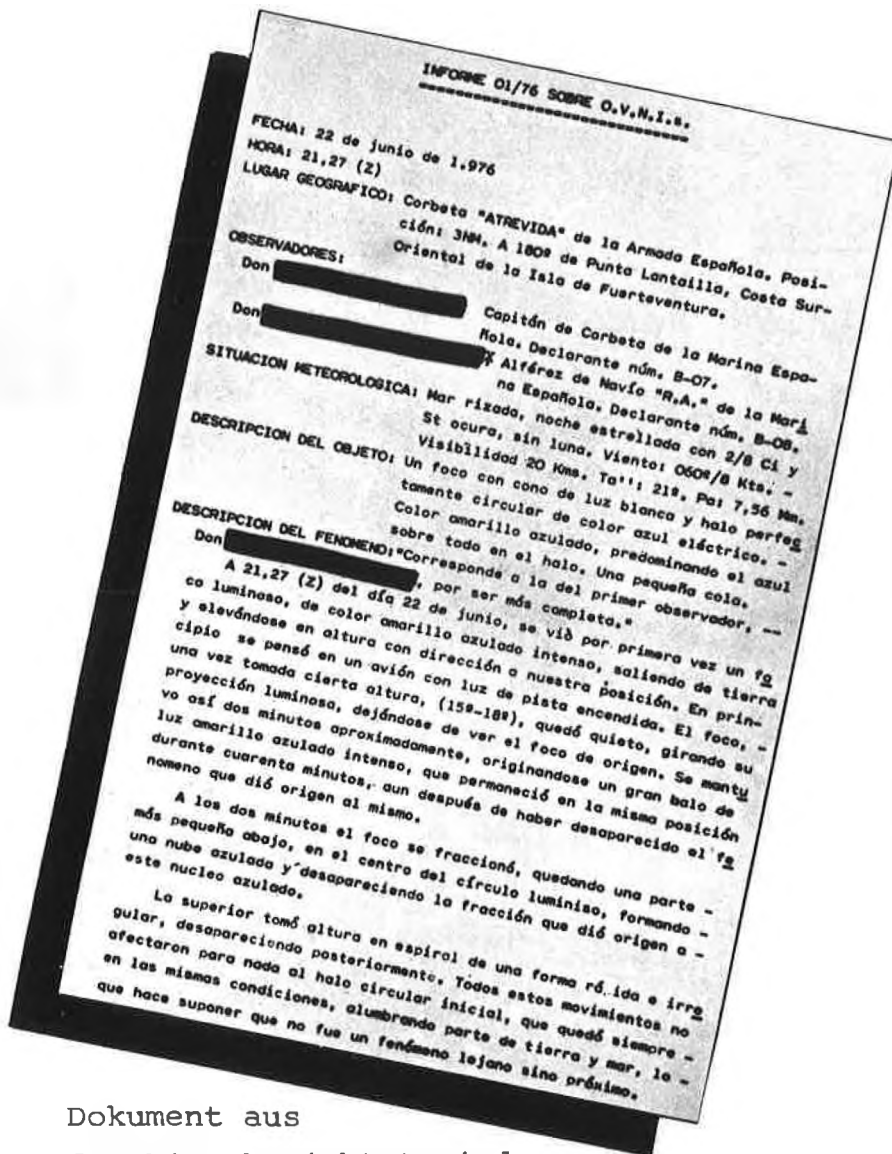 INFORME 01/76 SOBRE O.V.N.I.s.
FECHA: 22 de junio de 1.976
HORA: 21,27 (Z)
LUGAR GEOGRAFICO: Corbeta "ATREVIDA" de la Armada Española. Posi-
ción: 3NM. A 180º de Punta Lantailla, Costa Sur-
Oriental de la Isla de Fuerteventura.
OBSERVADORES:
Don
Capitán de Corbeta de la Marina Espa-
ñola. Declarante núm. B-07.
Don
Alférez de Navío "R.A." de la Mari
na Española. Declarante núm. B-08.
SITUACION METEOROLOGICA: Mar rizada, noche estrellada con 2/8 Ci y
St ocura, sin luna. Viento: 060º/8 Kts. -
Visibilidad 20 Kms. Ta'': 21º. Pa: 7,56 Mm.
DESCRIPCION DEL OBJETO: Un foco con cono de luz blanca y halo perfec
tamente circular de color azul eléctrico. -
Color amarillo azulado, predominando el azul
sobre todo en el halo. Una pequeña cola.
DESCRIPCION DEL FENOMENO: "Corresponde a la del primer observador, --
Don , por ser más completa."
A 21,27 (Z) del día 22 de junio, se vió por primera vez un fo
co luminoso, de color amarillo azulado intenso, saliendo de tierra
y elevándose en altura con dirección a nuestra posición. En prin-
cipio se pensó en un avión con luz de pista encendida. El foco, -
una vez tomada cierta altura, (15º-18º), quedó quieto, girando su
proyección luminosa, dejándose de ver el foco de origen. Se mantu
vo así dos minutos aproximadamente, originandose un gran balo de
luz amarillo azulado intenso, que permaneció en la misma posición
durante cuarenta minutos, aun después de haber desaparecido el fe
nomeno que dió origen al mismo.
A los dos minutos el foco se fraccionó, quedando una parte -
más pequeña abajo, en el centro del círculo luminiso, formando -
una nube azulada y desapareciendo la fracción que dió origen a -
este nucleo azulado.
La superior tomó altura en espiral de una forma rá ida e irre
gular, desapareciendo posteriormente. Todos estos movimientos no
afectaron para nada al halo circular inicial, que quedó siempre -
en las mismas condiciones, alumbrando parte de tierra y mar, lo -
que hace suponer que no fue un fenómeno lejano sino próximo.
Dokument aus